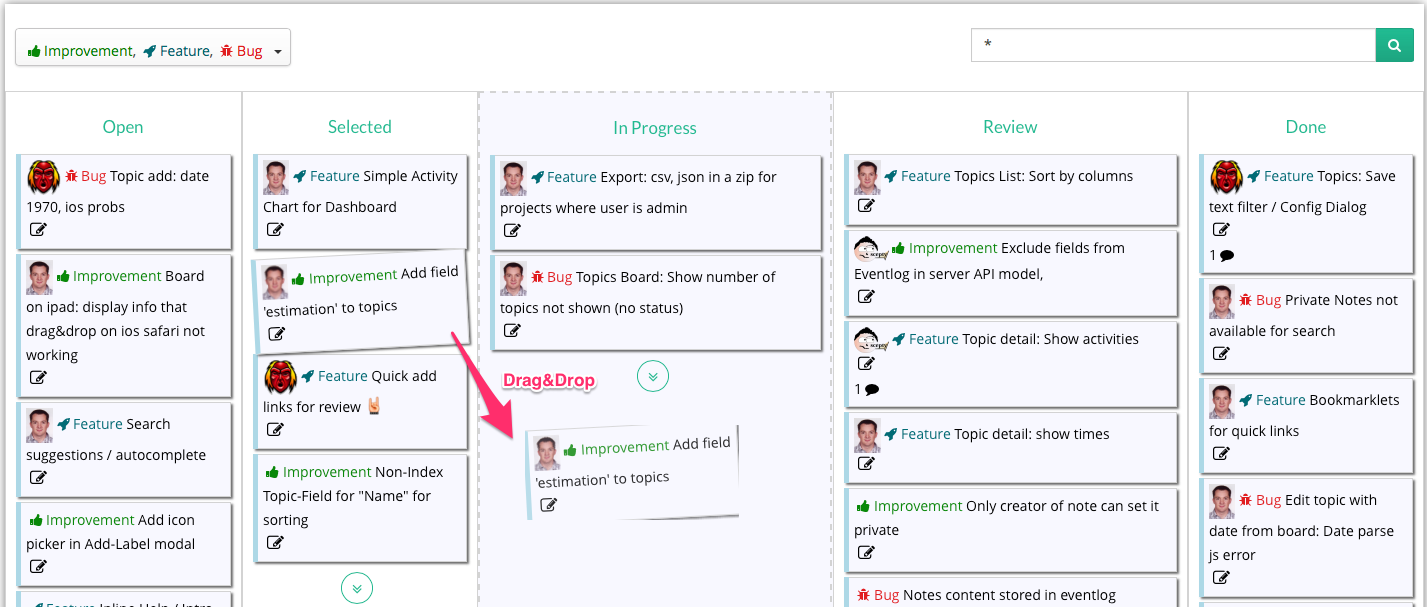 Improvement, Feature, Bug
*
Open
Bug Topic add: date
1970, ios probs
Improvement Board
on ipad: display info that
drag&drop on ios safari not
working
Feature Search
suggestions / autocomplete
Improvement Add icon
picker in Add-Label modal
Feature Inline Help / Intro
Selected
Feature Simple Activity
Chart for Dashboard
Improvement Add field
'estimation' to topics
Feature Quick add
links for review 🤘
Improvement Non-Index
Topic-Field for "Name" for
sorting
In Progress
Feature Export: csv, json in a zip for
projects where user is admin
Bug Topics Board: Show number of
topics not shown (no status)
Drag&Drop
Improvement Add field
'estimation' to topics
Review
Feature Topics List: Sort by columns
Improvement Exclude fields from
Eventlog in server API model,
Feature Topic detail: Show activities
1
Feature Topic detail: show times
Improvement Only creator of note can set it
private
Bug Notes content stored in eventlog
Done
Feature Topics: Save
text filter / Config Dialog
1
Bug Private Notes not
available for search
Feature Bookmarklets
for quick links
Bug Edit topic with
date from board: Date parse
js error